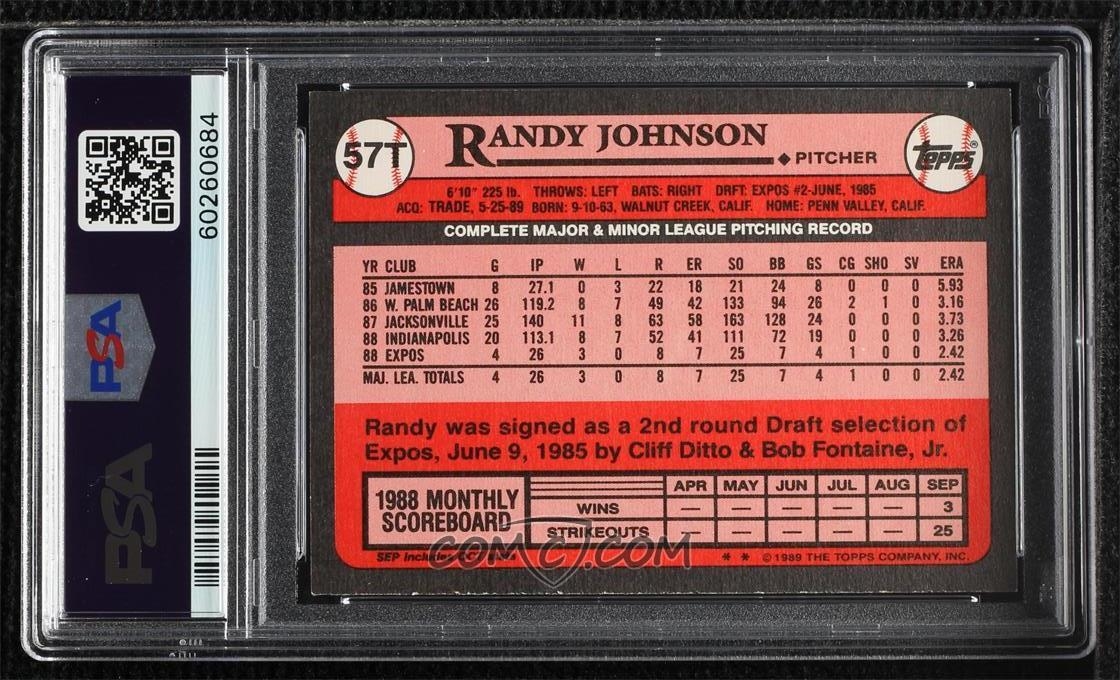 60260684
PSA
PSA
57T
RANDY JOHNSON
PITCHER
Topps®
6'10" 225 lb. THROWS: LEFT BATS: RIGHT DRFT: EXPOS #2-JUNE, 1985
ACQ: TRADE, 5-25-89 BORN: 9-10-63, WALNUT CREEK, CALIF. HOME: PENN VALLEY, CALIF.
COMPLETE MAJOR & MINOR LEAGUE PITCHING RECORD
YR CLUB G IP W L R ER SO BB GS CG SHO SV ERA
85 JAMESTOWN 8 27.1 0 3 22 18 21 24 8 0 0 0 5.93
86 W. PALM BEACH 26 119.2 8 7 49 42 133 94 26 2 1 0 3.16
87 JACKSONVILLE 25 140 11 8 63 58 163 128 24 0 0 0 3.73
88 INDIANAPOLIS 20 113.1 8 7 52 41 111 72 19 0 0 0 3.26
88 EXPOS 4 26 3 0 8 7 25 7 4 1 0 0 2.42
MAJ. LEA. TOTALS 4 26 3 0 8 7 25 7 4 1 0 0 2.42
Randy was signed as a 2nd round Draft selection of
Expos, June 9, 1985 by Cliff Ditto & Bob Fontaine, Jr.
1988 MONTHLY
SCOREBOARD
APR MAY JUN JUL AUG SEP
WINS — — — — — 3
STRIKEOUTS — — — — — 25
SEP includes
* * © 1989 THE TOPPS COMPANY, INC.
COMC.COM